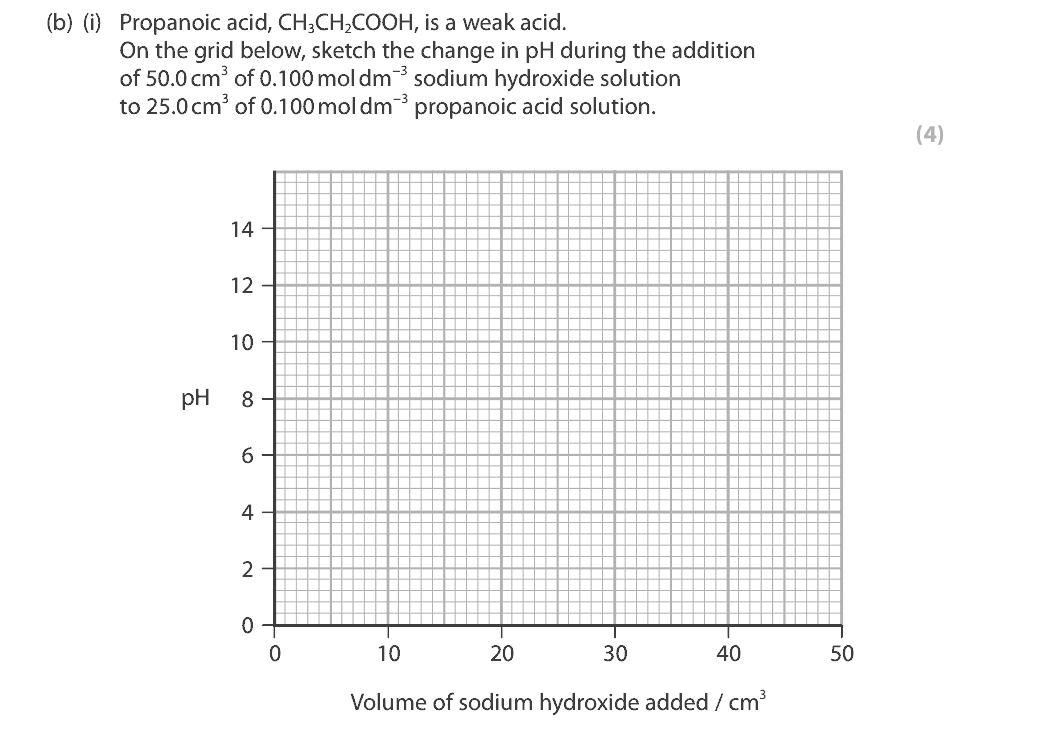 (b) (i) Propanoic acid, CH₃CH₂COOH, is a weak acid.
On the grid below, sketch the change in pH during the addition
of 50.0 cm³ of 0.100 mol dm⁻³ sodium hydroxide solution
to 25.0 cm³ of 0.100 mol dm⁻³ propanoic acid solution.
(4)
14
12
10
pH 8
6
4
2
0
0 10 20 30 40 50
Volume of sodium hydroxide added / cm³